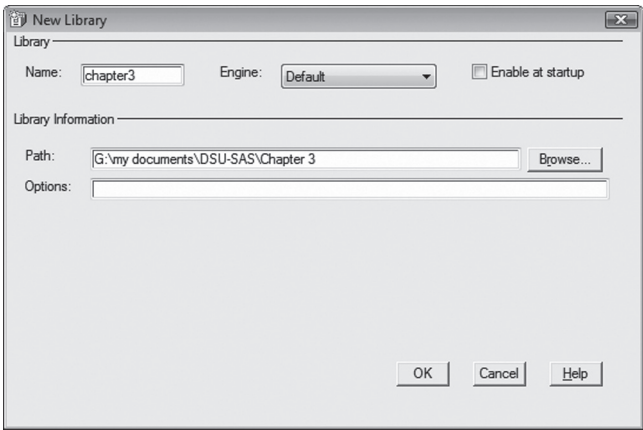 New Library
Library
Name: chapter3 Engine: Default Enable at startup
Library Information
Path: G:\my documents\DSU-SAS\Chapter 3 Browse...
Options:
OK Cancel Help